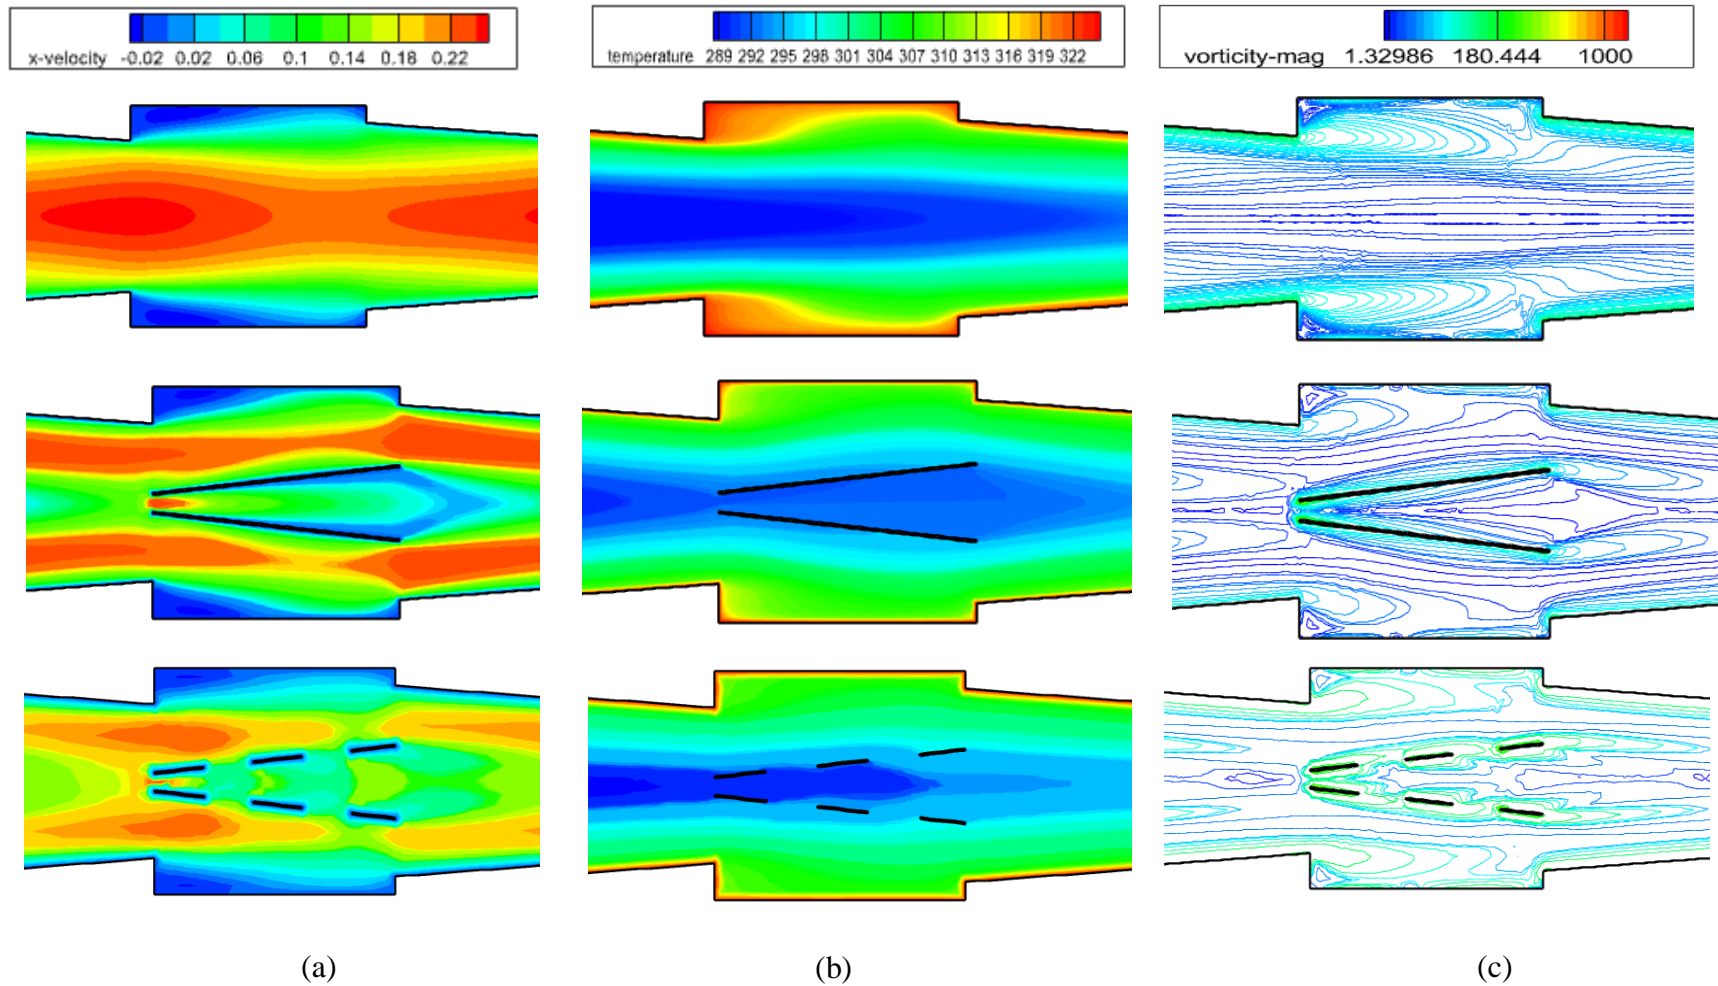 x-velocity -0.02 0.02 0.06 0.1 0.14 0.18 0.22
temperature 289 292 295 298 301 304 307 310 313 316 319 322
vorticity-mag 1.32986 180.444 1000
(a) (b) (c)